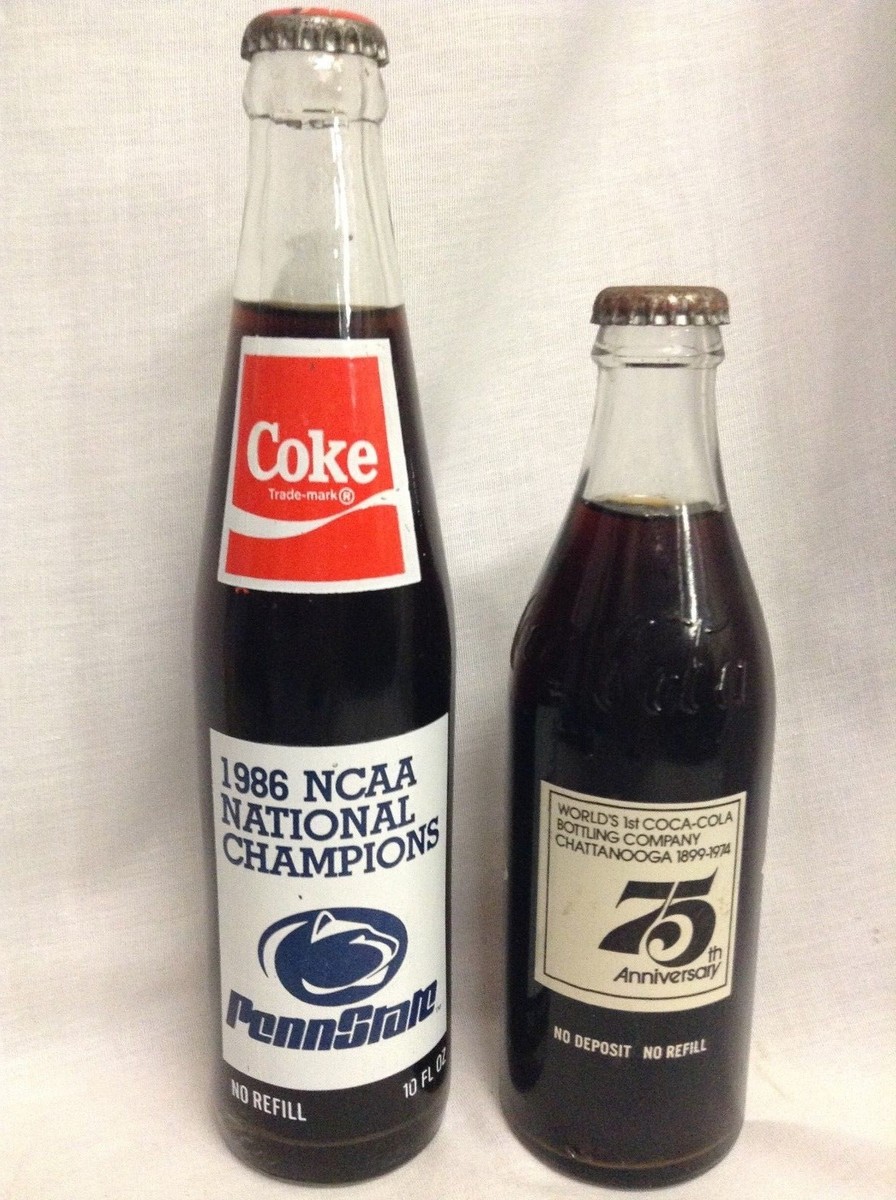 Coke
Trade-mark®
1986 NCAA
NATIONAL
CHAMPIONS
PennState
NO REFILL
10 FL OZ
WORLD'S 1st COCA-COLA
BOTTLING COMPANY
CHATTANOOGA 1899-1974
75th
Anniversary
NO DEPOSIT NO REFILL